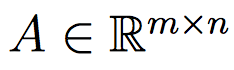 A ∈ ℝ^{m×n}